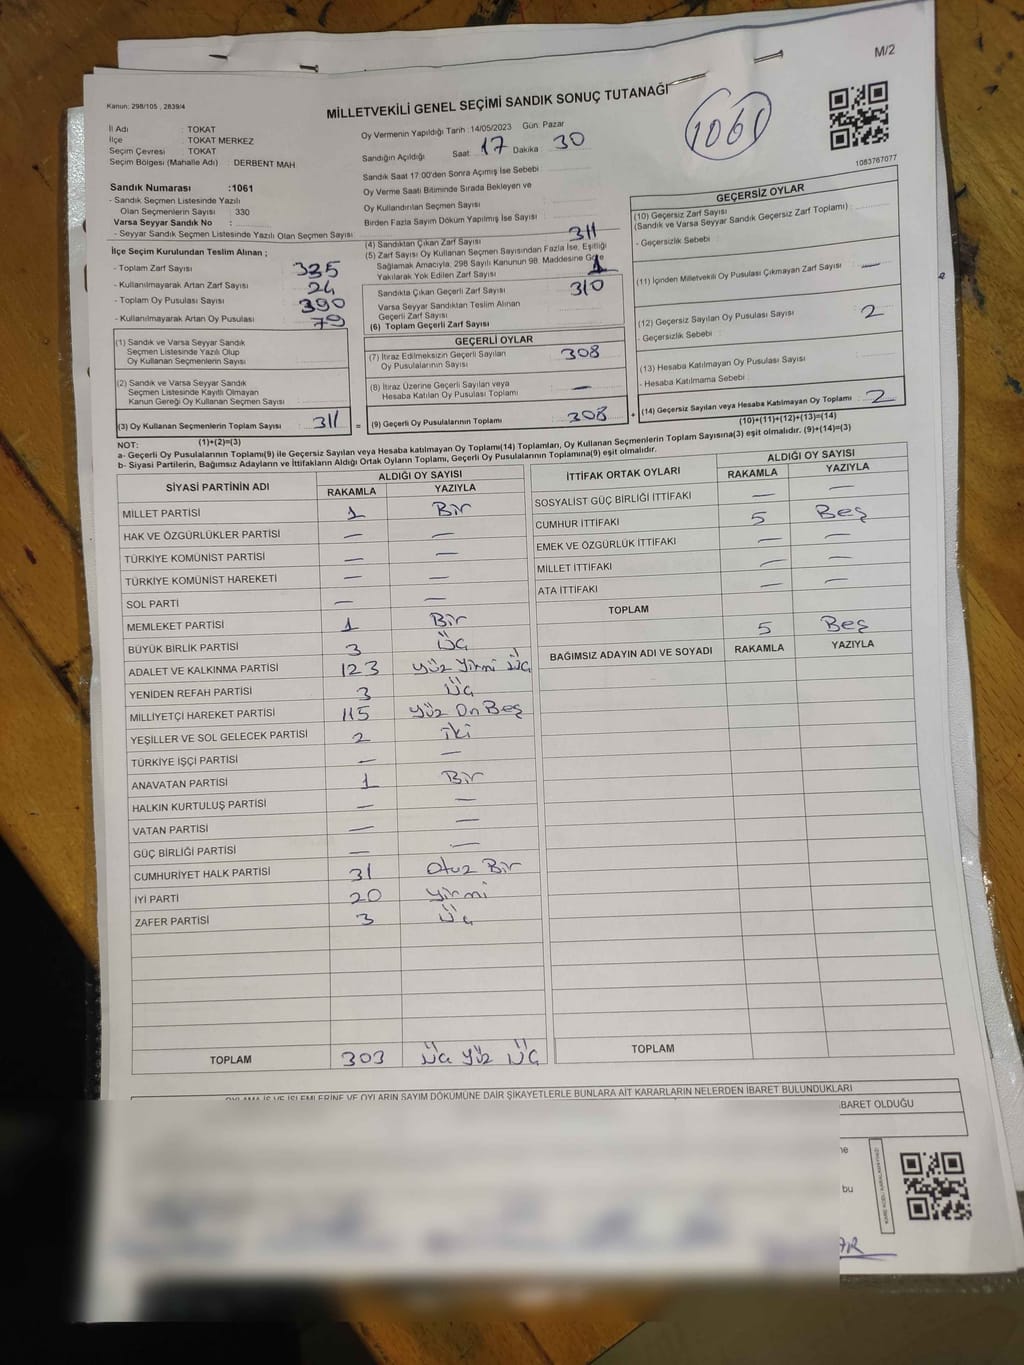 M/2
Kanun: 298/105 , 2839/4
MİLLETVEKİLİ GENEL SEÇİMİ SANDIK SONUÇ TUTANAĞI
1061
İl Adı : TOKAT
İlçe : TOKAT MERKEZ
Seçim Çevresi : TOKAT
Seçim Bölgesi (Mahalle Adı) : DERBENT MAH
Oy Vermenin Yapıldığı Tarih :14/05/2023 Gün: Pazar
Sandığın Açıldığı Saat: 17 Dakika : 30
Sandık Saat 17:00'den Sonra Açımış İse Sebebi
Oy Verme Saati Bitiminde Sırada Bekleyen ve
Oy Kullandırılan Seçmen Sayısı
Birden Fazla Sayım Döküm Yapılmış İse Sayısı
1083767077
Sandık Numarası :1061
- Sandık Seçmen Listesinde Yazılı
Olan Seçmenlerin Sayısı : 330
Varsa Seyyar Sandık No :
- Seyyar Sandık Seçmen Listesinde Yazılı Olan Seçmen Sayısı
İlçe Seçim Kurulundan Teslim Alınan ;
- Toplam Zarf Sayısı 335
- Kullanılmayarak Artan Zarf Sayısı 24
- Toplam Oy Pusulası Sayısı 390
- Kullanılmayarak Artan Oy Pusulası 79
(1) Sandık ve Varsa Seyyar Sandık
Seçmen Listesinde Yazılı Olup
Oy Kullanan Seçmenlerin Sayısı
(2) Sandık ve Varsa Seyyar Sandık
Seçmen Listesinde Kayıtlı Olmayan
Kanun Gereği Oy Kullanan Seçmen Sayısı :
(3) Oy Kullanan Seçmenlerin Toplam Sayısı 311
(1)+(2)=(3)
(4) Sandıktan Çıkan Zarf Sayısı 311
(5) Zarf Sayısı Oy Kullanan Seçmen Sayısından Fazla İse, Eşitliği
Sağlamak Amacıyla, 298 Sayılı Kanunun 98. Maddesine Göre
Yakılarak Yok Edilen Zarf Sayısı 1
Sandıkta Çıkan Geçerli Zarf Sayısı 310
Varsa Seyyar Sandıktan Teslim Alınan
Geçerli Zarf Sayısı
(6) Toplam Geçerli Zarf Sayısı
GEÇERLİ OYLAR
(7) İtiraz Edilmeksizin Geçerli Sayılan
Oy Pusulasının Sayısı 308
(8) İtiraz Üzerine Geçerli Sayılan veya
Hesaba Katılan Oy Pusulası Toplamı —
= (9) Geçerli Oy Pusulalarının Toplamı 308 +
GEÇERSİZ OYLAR
(10) Geçersiz Zarf Sayısı
(Sandık ve Varsa Seyyar Sandık Geçersiz Zarf Toplamı)
- Geçersizlik Sebebi :
(11) İçinden Milletvekili Oy Pusulası Çıkmayan Zarf Sayısı —
(12) Geçersiz Sayılan Oy Pusulası Sayısı 2
- Geçersizlik Sebebi :
(13) Hesaba Katılmayan Oy Pusulası Sayısı :
- Hesaba Katılmama Sebebi :
(14) Geçersiz Sayılan veya Hesaba Katılmayan Oy Toplamı 2
(10)+(11)+(12)+(13)=(14)
NOT:
a- Geçerli Oy Pusulalarının Toplamı(9) ile Geçersiz Sayılan veya Hesaba katılmayan Oy Toplamı(14) Toplamları, Oy Kullanan Seçmenlerin Toplam Sayısına(3) eşit olmalıdır. (9)+(14)=(3)
b- Siyasi Partilerin, Bağımsız Adayların ve İttifakların Aldığı Ortak Oyların Toplamı, Geçerli Oy Pusulalarının Toplamına(9) eşit olmalıdır.
SİYASİ PARTİNİN ADI ALDIĞI OY SAYISI
RAKAMLA YAZIYLA
MİLLET PARTİSİ 1 Bir
HAK VE ÖZGÜRLÜKLER PARTİSİ — —
TÜRKİYE KOMÜNİST PARTİSİ — —
TÜRKİYE KOMÜNİST HAREKETİ — —
SOL PARTİ — —
MEMLEKET PARTİSİ 1 Bir
BÜYÜK BİRLİK PARTİSİ 3 Üç
ADALET VE KALKINMA PARTİSİ 123 Yüz Yirmi Üç
YENİDEN REFAH PARTİSİ 3 Üç
MİLLİYETÇİ HAREKET PARTİSİ 115 Yüz On Beş
YEŞİLLER VE SOL GELECEK PARTİSİ 2 İki
TÜRKİYE İŞÇİ PARTİSİ — —
ANAVATAN PARTİSİ 1 Bir
HALKIN KURTULUŞ PARTİSİ — —
VATAN PARTİSİ — —
GÜÇ BİRLİĞİ PARTİSİ — —
CUMHURİYET HALK PARTİSİ 31 Otuz Bir
İYİ PARTİ 20 Yirmi
ZAFER PARTİSİ 3 Üç
TOPLAM 303 Üç Yüz Üç
İTTİFAK ORTAK OYLARI ALDIĞI OY SAYISI
RAKAMLA YAZIYLA
SOSYALİST GÜÇ BİRLİĞİ İTTİFAKI — —
CUMHUR İTTİFAKI 5 Beş
EMEK VE ÖZGÜRLÜK İTTİFAKI — —
MİLLET İTTİFAKI — —
ATA İTTİFAKI — —
TOPLAM 5 Beş
BAĞIMSIZ ADAYIN ADI VE SOYADI RAKAMLA YAZIYLA
TOPLAM
OYLAMA İŞ VE İŞLEMLERİNE VE OYLARIN SAYIM DÖKÜMÜNE DAİR ŞİKAYETLERLE BUNLARA AİT KARARLARIN NELERDEN İBARET BULUNDUKLARI
İBARET OLDUĞU
bu